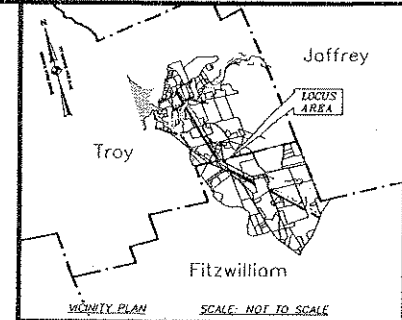 N
Jaffrey
LOCUS
AREA
Troy
Fitzwilliam
VICINITY PLAN SCALE: NOT TO SCALE